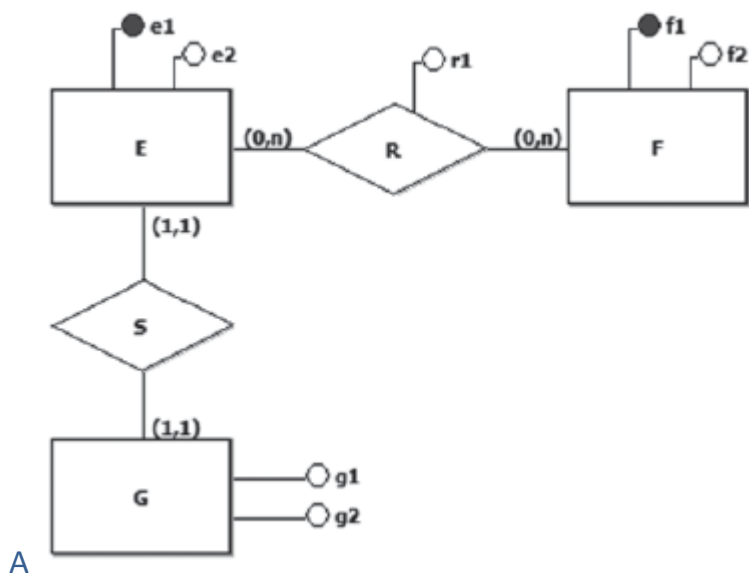 e1
f1
e2
f2
r1
E
(0,n)
R
(0,n)
F
(1,1)
S
(1,1)
G
g1
g2
A